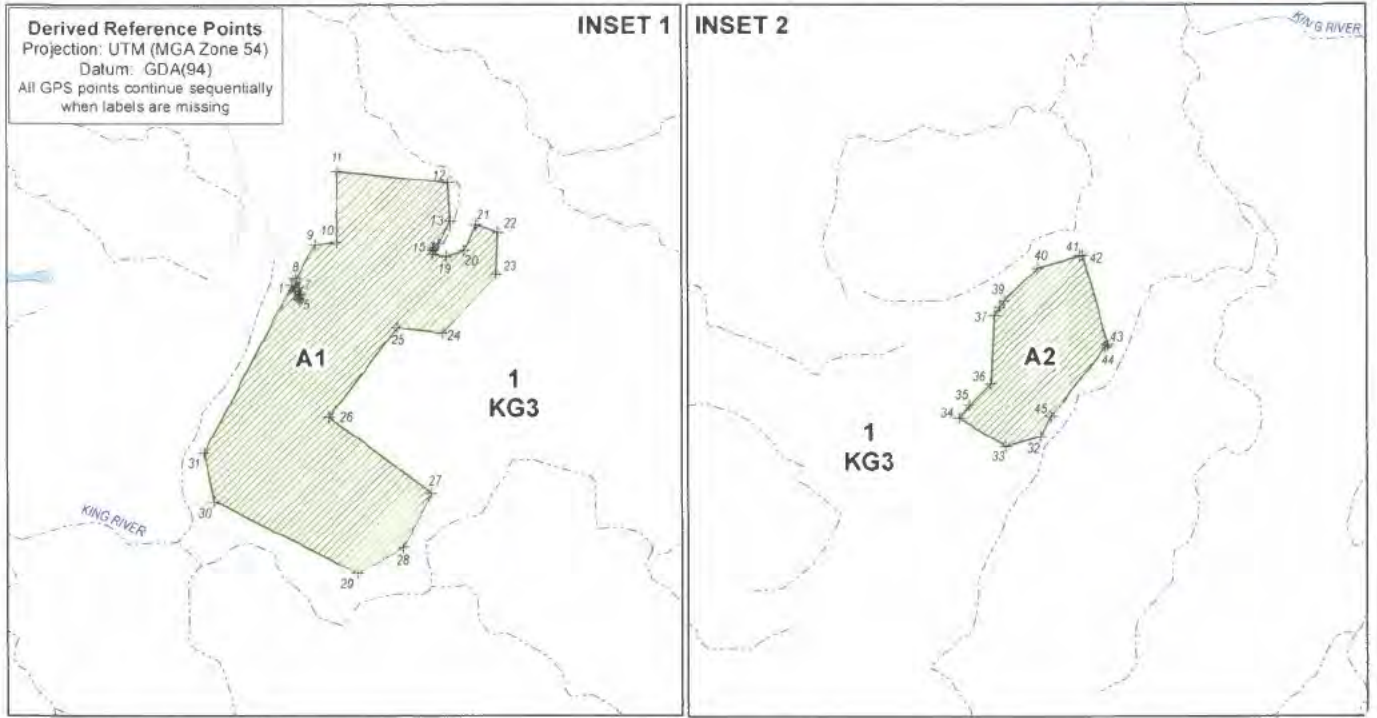 Derived Reference Points
Projection: UTM (MGA Zone 54)
Datum: GDA(94)
All GPS points continue sequentially
when labels are missing
INSET 1
11
12
13
21
22
9
10
15
19
20
23
8
1
2
5
25
24
A1
1
KG3
26
31
27
30
KING RIVER
28
29
INSET 2
KING RIVER
41
42
40
39
37
43
44
A2
36
35
34
45
32
33
1
KG3